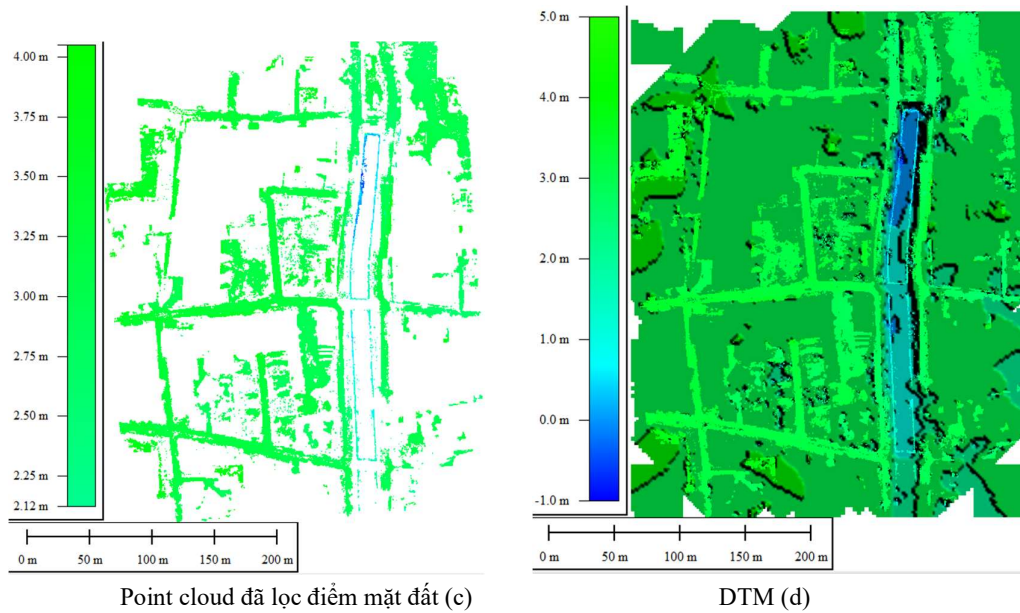 4.00 m
3.75 m
3.50 m
3.25 m
3.00 m
2.75 m
2.50 m
2.25 m
2.12 m
0 m 50 m 100 m 150 m 200 m
5.0 m
4.0 m
3.0 m
2.0 m
1.0 m
0.0 m
-1.0 m
0 m 50 m 100 m 150 m 200 m
Point cloud đã lọc điểm mặt đất (c) DTM (d)